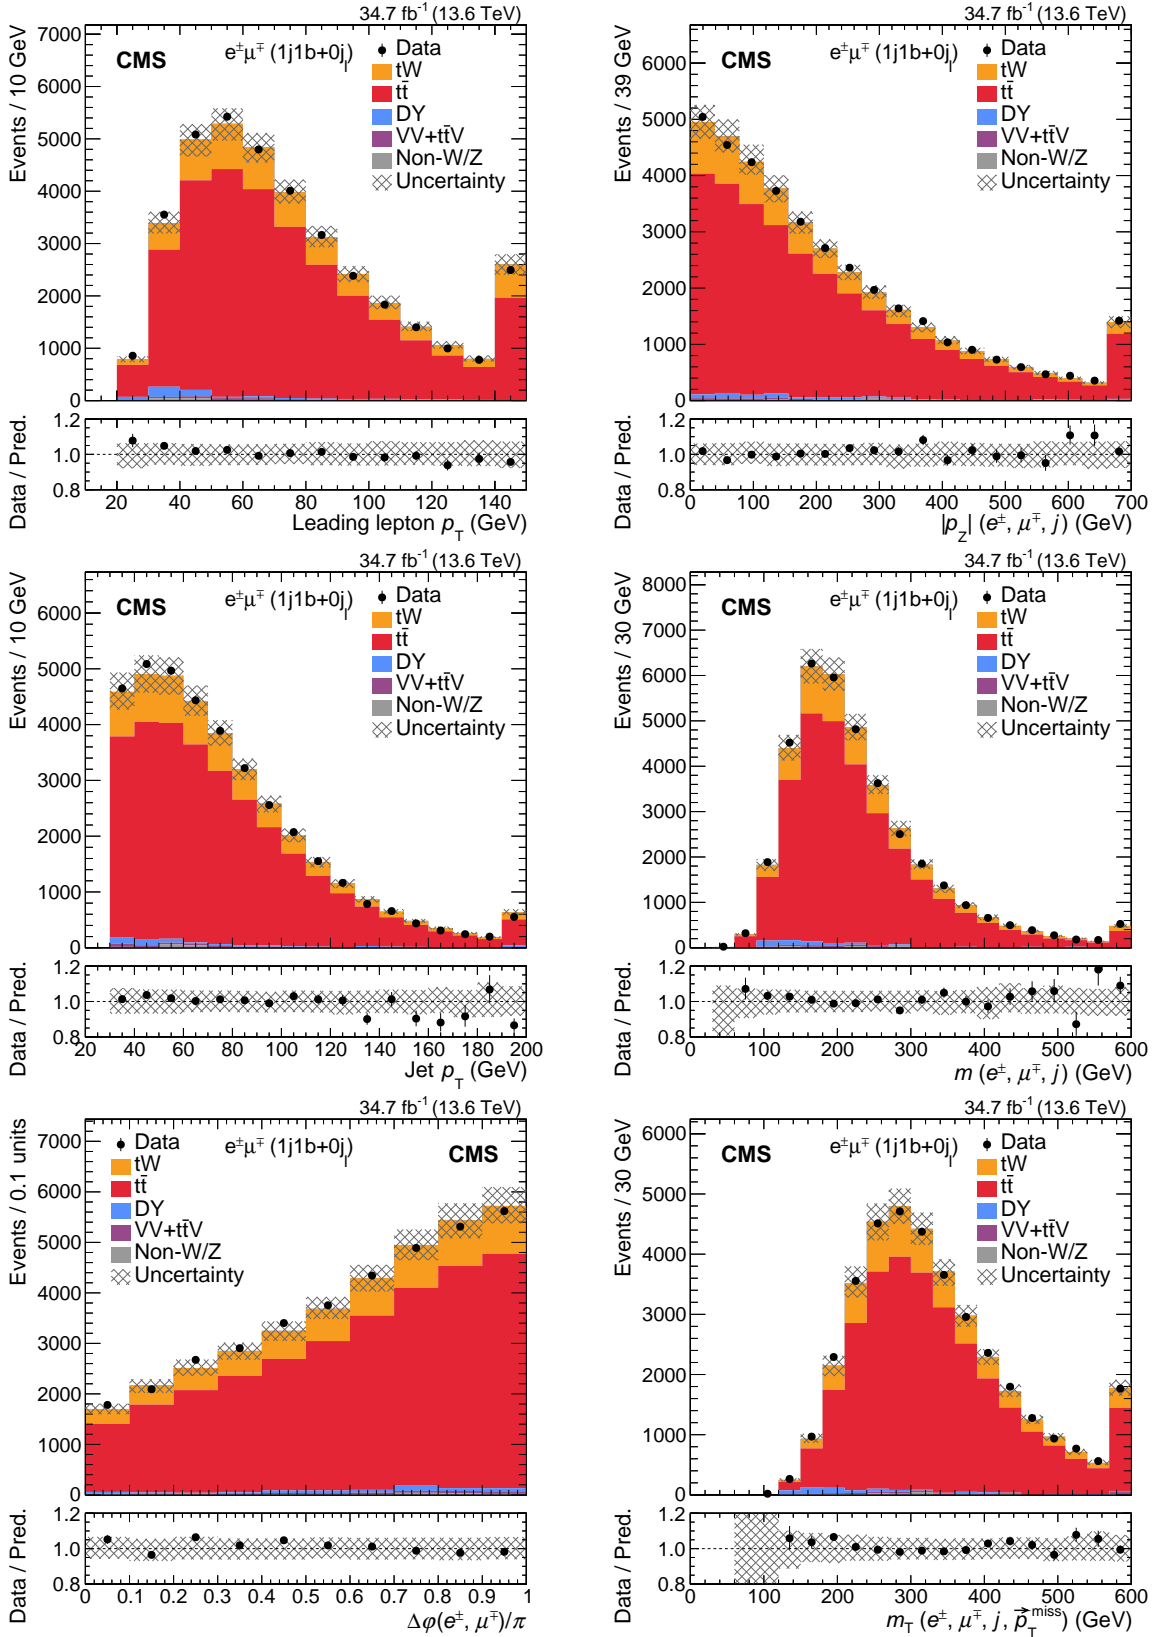 34.7 fb⁻¹ (13.6 TeV)
CMS
e±μ∓ (1j1b+0jₗ)
Data
tW
tt̄
DY
VV+tt̄V
Non-W/Z
Uncertainty
Events / 10 GeV
7000
6000
5000
4000
3000
2000
1000
0
Data / Pred.
1.2
1.0
0.8
20 40 60 80 100 120 140
Leading lepton p_T (GeV)
34.7 fb⁻¹ (13.6 TeV)
CMS
e±μ∓ (1j1b+0jₗ)
Data
tW
tt̄
DY
VV+tt̄V
Non-W/Z
Uncertainty
Events / 39 GeV
6000
5000
4000
3000
2000
1000
0
Data / Pred.
1.2
1.0
0.8
0 100 200 300 400 500 600 700
|p_Z| (e±, μ∓, j) (GeV)
34.7 fb⁻¹ (13.6 TeV)
CMS
e±μ∓ (1j1b+0jₗ)
Data
tW
tt̄
DY
VV+tt̄V
Non-W/Z
Uncertainty
Events / 10 GeV
6000
5000
4000
3000
2000
1000
0
Data / Pred.
1.2
1.0
0.8
20 40 60 80 100 120 140 160 180 200
Jet p_T (GeV)
34.7 fb⁻¹ (13.6 TeV)
CMS
e±μ∓ (1j1b+0jₗ)
Data
tW
tt̄
DY
VV+tt̄V
Non-W/Z
Uncertainty
Events / 30 GeV
8000
7000
6000
5000
4000
3000
2000
1000
0
Data / Pred.
1.2
1.0
0.8
0 100 200 300 400 500 600
m (e±, μ∓, j) (GeV)
34.7 fb⁻¹ (13.6 TeV)
Data
tW
tt̄
DY
VV+tt̄V
Non-W/Z
Uncertainty
e±μ∓ (1j1b+0jₗ)
CMS
Events / 0.1 units
7000
6000
5000
4000
3000
2000
1000
0
Data / Pred.
1.2
1.0
0.8
0 0.1 0.2 0.3 0.4 0.5 0.6 0.7 0.8 0.9 1
Δφ(e±, μ∓)/π
34.7 fb⁻¹ (13.6 TeV)
CMS
e±μ∓ (1j1b+0jₗ)
Data
tW
tt̄
DY
VV+tt̄V
Non-W/Z
Uncertainty
Events / 30 GeV
6000
5000
4000
3000
2000
1000
0
Data / Pred.
1.2
1.0
0.8
0 100 200 300 400 500 600
m_T (e±, μ∓, j, p⃗_T^miss) (GeV)